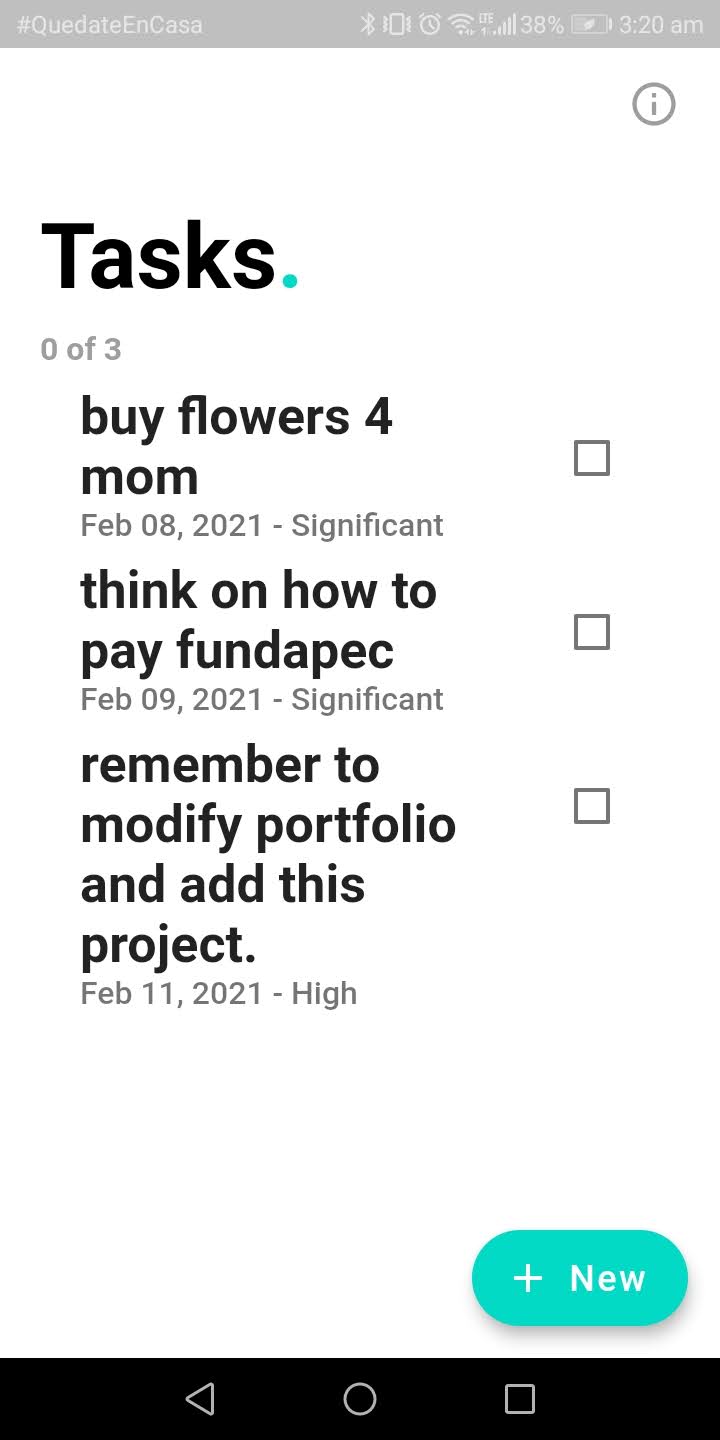 #QuedateEnCasa LTE 38% 3:20 am
Tasks.
0 of 3
buy flowers 4
mom
Feb 08, 2021 - Significant
think on how to
pay fundapec
Feb 09, 2021 - Significant
remember to
modify portfolio
and add this
project.
Feb 11, 2021 - High
+ New